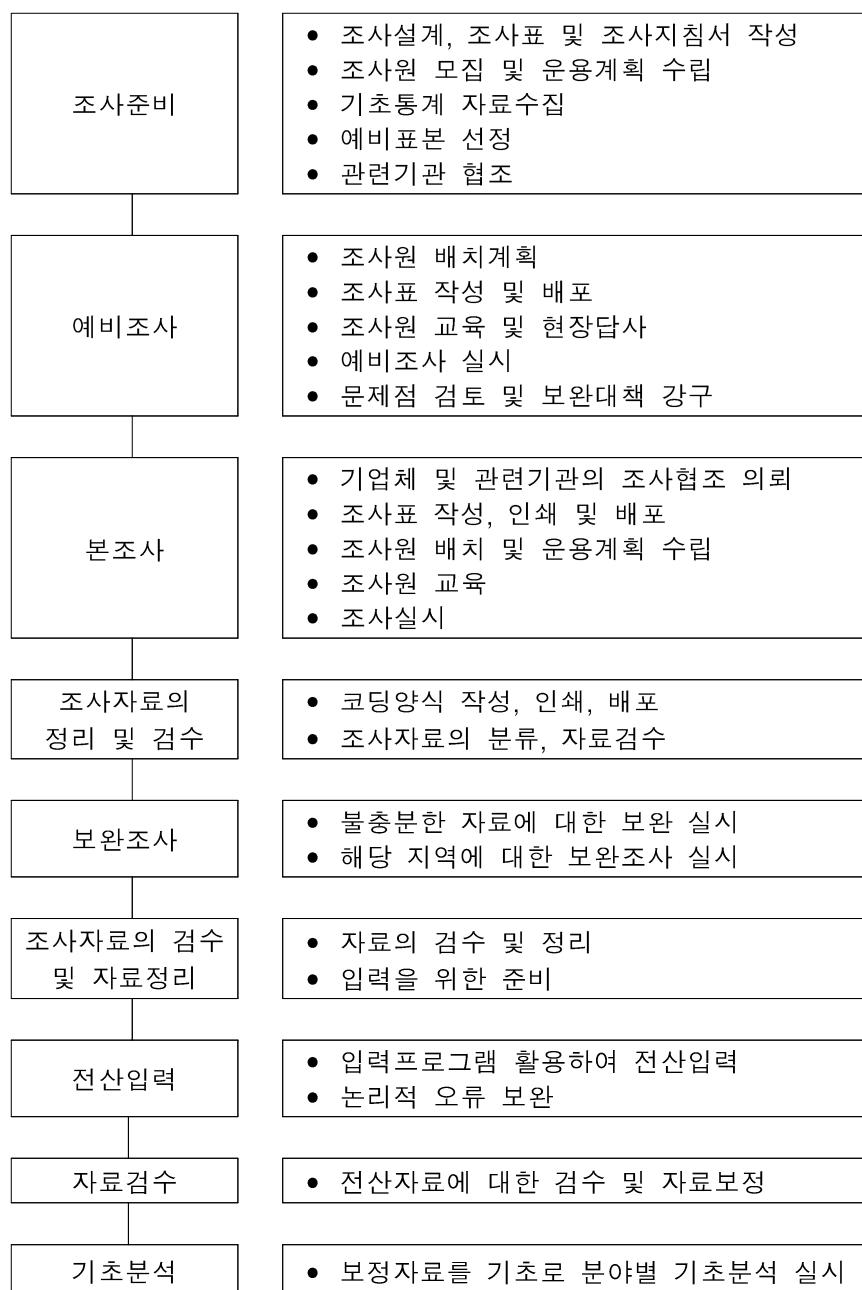 조사준비
• 조사설계, 조사표 및 조사지침서 작성
• 조사원 모집 및 운용계획 수립
• 기초통계 자료수집
• 예비표본 선정
• 관련기관 협조
예비조사
• 조사원 배치계획
• 조사표 작성 및 배포
• 조사원 교육 및 현장답사
• 예비조사 실시
• 문제점 검토 및 보완대책 강구
본조사
• 기업체 및 관련기관의 조사협조 의뢰
• 조사표 작성, 인쇄 및 배포
• 조사원 배치 및 운용계획 수립
• 조사원 교육
• 조사실시
조사자료의
정리 및 검수
• 코딩양식 작성, 인쇄, 배포
• 조사자료의 분류, 자료검수
보완조사
• 불충분한 자료에 대한 보완 실시
• 해당 지역에 대한 보완조사 실시
조사자료의 검수
및 자료정리
• 자료의 검수 및 정리
• 입력을 위한 준비
전산입력
• 입력프로그램 활용하여 전산입력
• 논리적 오류 보완
자료검수
• 전산자료에 대한 검수 및 자료보정
기초분석
• 보정자료를 기초로 분야별 기초분석 실시